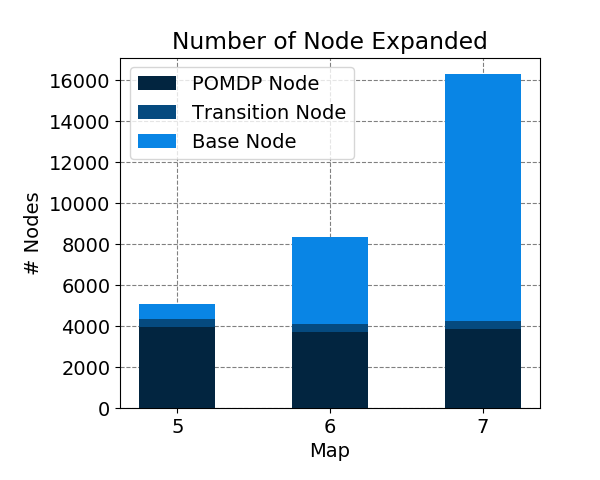 Number of Node Expanded
POMDP Node
Transition Node
Base Node
# Nodes
16000
14000
12000
10000
8000
6000
4000
2000
0
5 6 7
Map